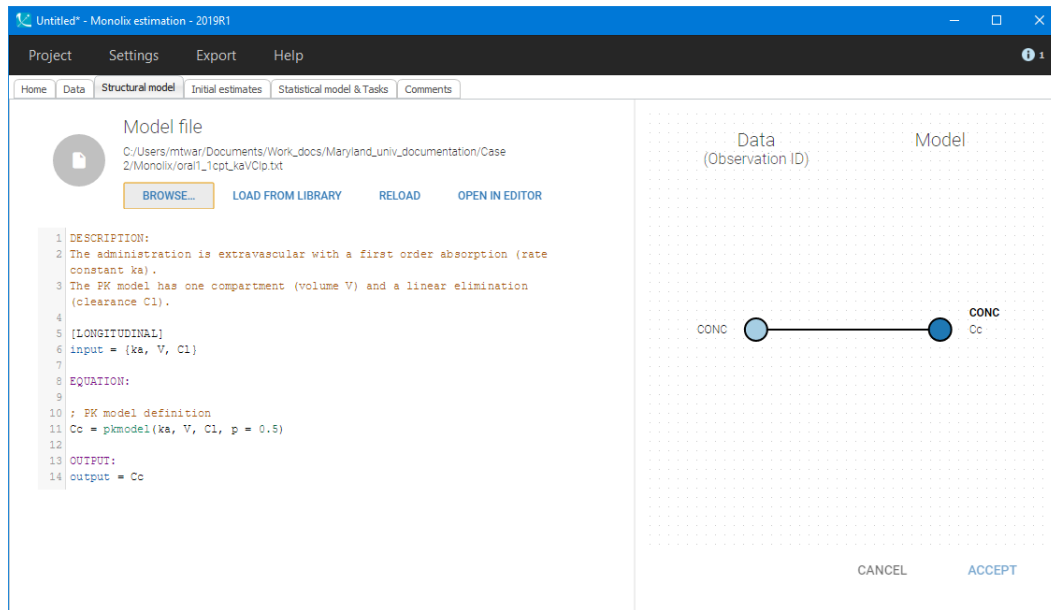 Untitled* - Monolix estimation - 2019R1
Project Settings Export Help
1
Home Data Structural model Initial estimates Statistical model & Tasks Comments
Model file
C:/Users/mtwar/Documents/Work_docs/Maryland_univ_documentation/Case
2/Monolix/oral1_1cpt_kaVClp.txt
BROWSE... LOAD FROM LIBRARY RELOAD OPEN IN EDITOR
1 DESCRIPTION:
2 The administration is extravascular with a first order absorption (rate
constant ka).
3 The PK model has one compartment (volume V) and a linear elimination
(clearance Cl).
4
5 [LONGITUDINAL]
6 input = {ka, V, Cl}
7
8 EQUATION:
9
10 ; PK model definition
11 Cc = pkmodel(ka, V, Cl, p = 0.5)
12
13 OUTPUT:
14 output = Cc
Data Model
(Observation ID)
CONC
CONC
Cc
CANCEL ACCEPT